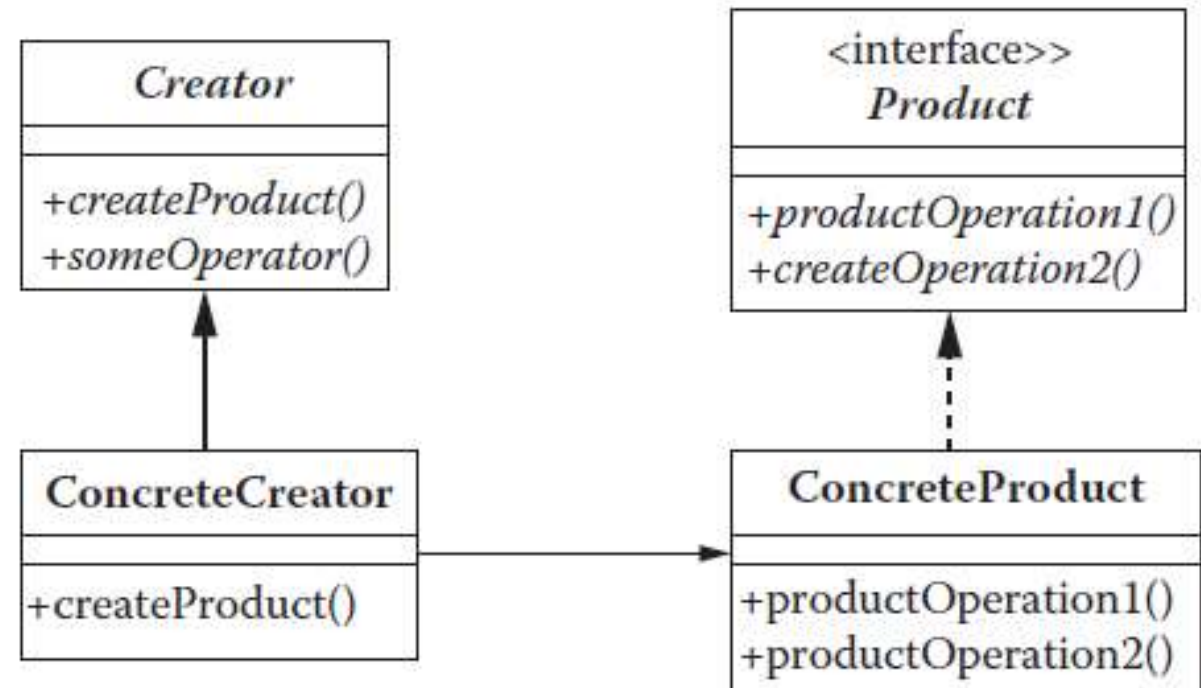 Creator
+createProduct()
+someOperator()
<interface>>
Product
+productOperation1()
+createOperation2()
ConcreteCreator
+createProduct()
ConcreteProduct
+productOperation1()
+productOperation2()